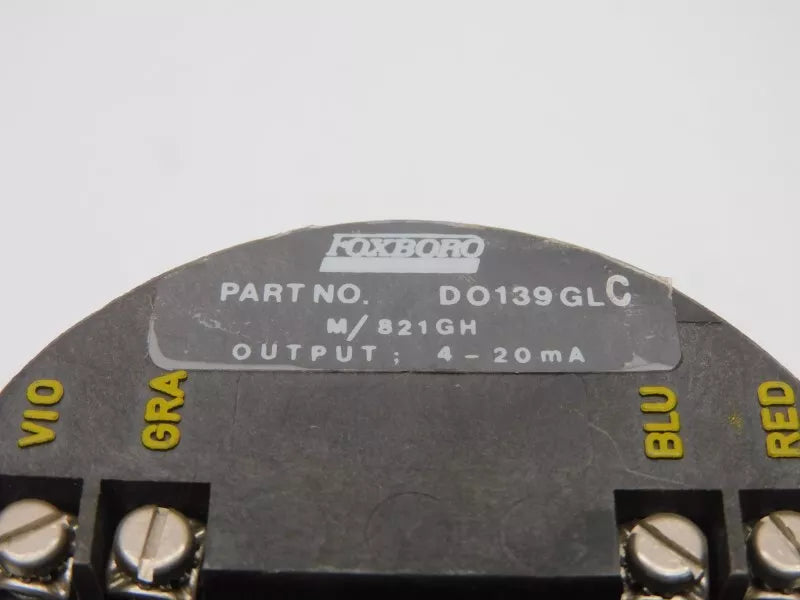 FOXBORO
PART NO. DO139GLC
M/821GH
OUTPUT; 4-20mA
VIO
GRA
BLU
RED